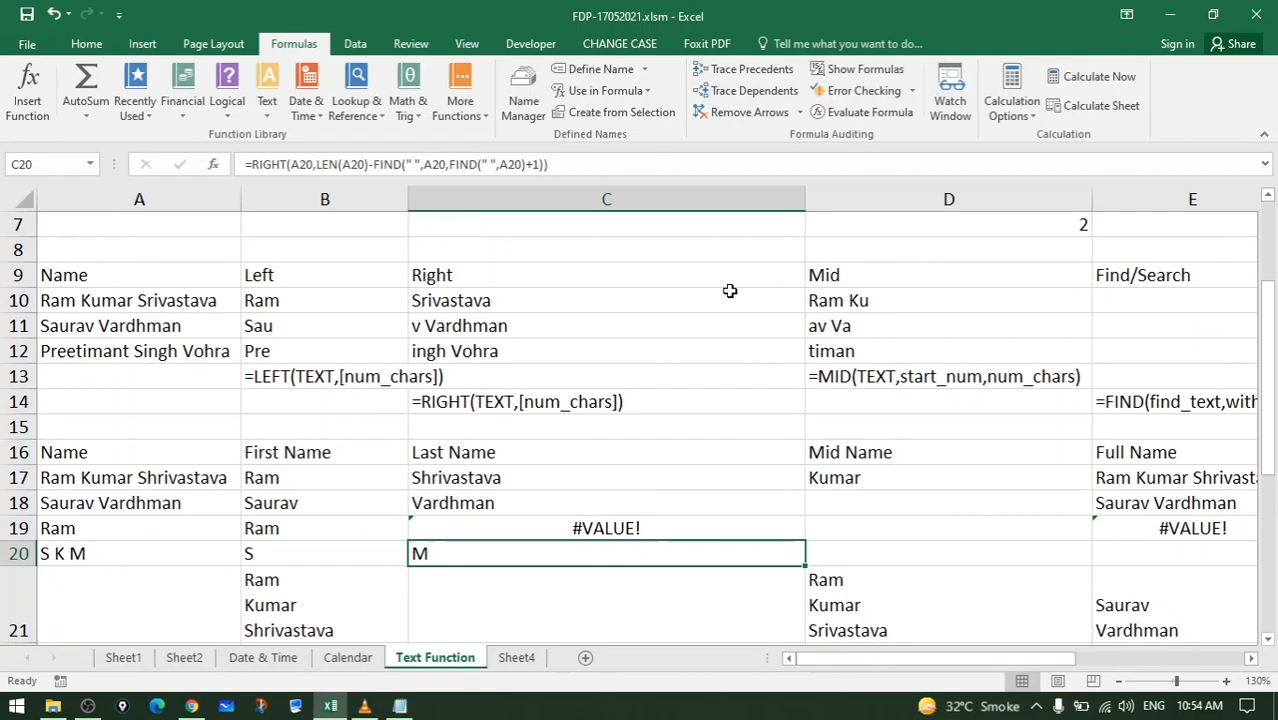 FDP-17052021.xlsm - Excel
File Home Insert Page Layout Formulas Data Review View Developer CHANGE CASE Foxit PDF Tell me what you want to do... Sign in Share
fx Σ ? A θ
Insert Function
AutoSum
Recently Used
Financial
Logical
Text
Date & Time
Lookup & Reference
Math & Trig
More Functions
Function Library
Name Manager
Define Name
Use in Formula
Create from Selection
Defined Names
Trace Precedents
Trace Dependents
Remove Arrows
Show Formulas
Error Checking
Evaluate Formula
Formula Auditing
Watch Window
Calculation Options
Calculate Now
Calculate Sheet
Calculation
C20 fx =RIGHT(A20,LEN(A20)-FIND(" ",A20,FIND(" ",A20)+1))
A B C D E
7 2
8
9 Name Left Right Mid Find/Search
10 Ram Kumar Srivastava Ram Srivastava Ram Ku
11 Saurav Vardhman Sau v Vardhman av Va
12 Preetimant Singh Vohra Pre ingh Vohra timan
13 =LEFT(TEXT,[num_chars]) =MID(TEXT,start_num,num_chars)
14 =RIGHT(TEXT,[num_chars]) =FIND(find_text,with
15
16 Name First Name Last Name Mid Name Full Name
17 Ram Kumar Shrivastava Ram Shrivastava Kumar Ram Kumar Shrivast
18 Saurav Vardhman Saurav Vardhman Saurav Vardhman
19 Ram Ram #VALUE! #VALUE!
20 S K M S M
Ram Ram
Kumar Kumar Saurav
21 Shrivastava Srivastava Vardhman
Sheet1 Sheet2 Date & Time Calendar Text Function Sheet4
Ready 130%
32°C Smoke ENG 10:54 AM